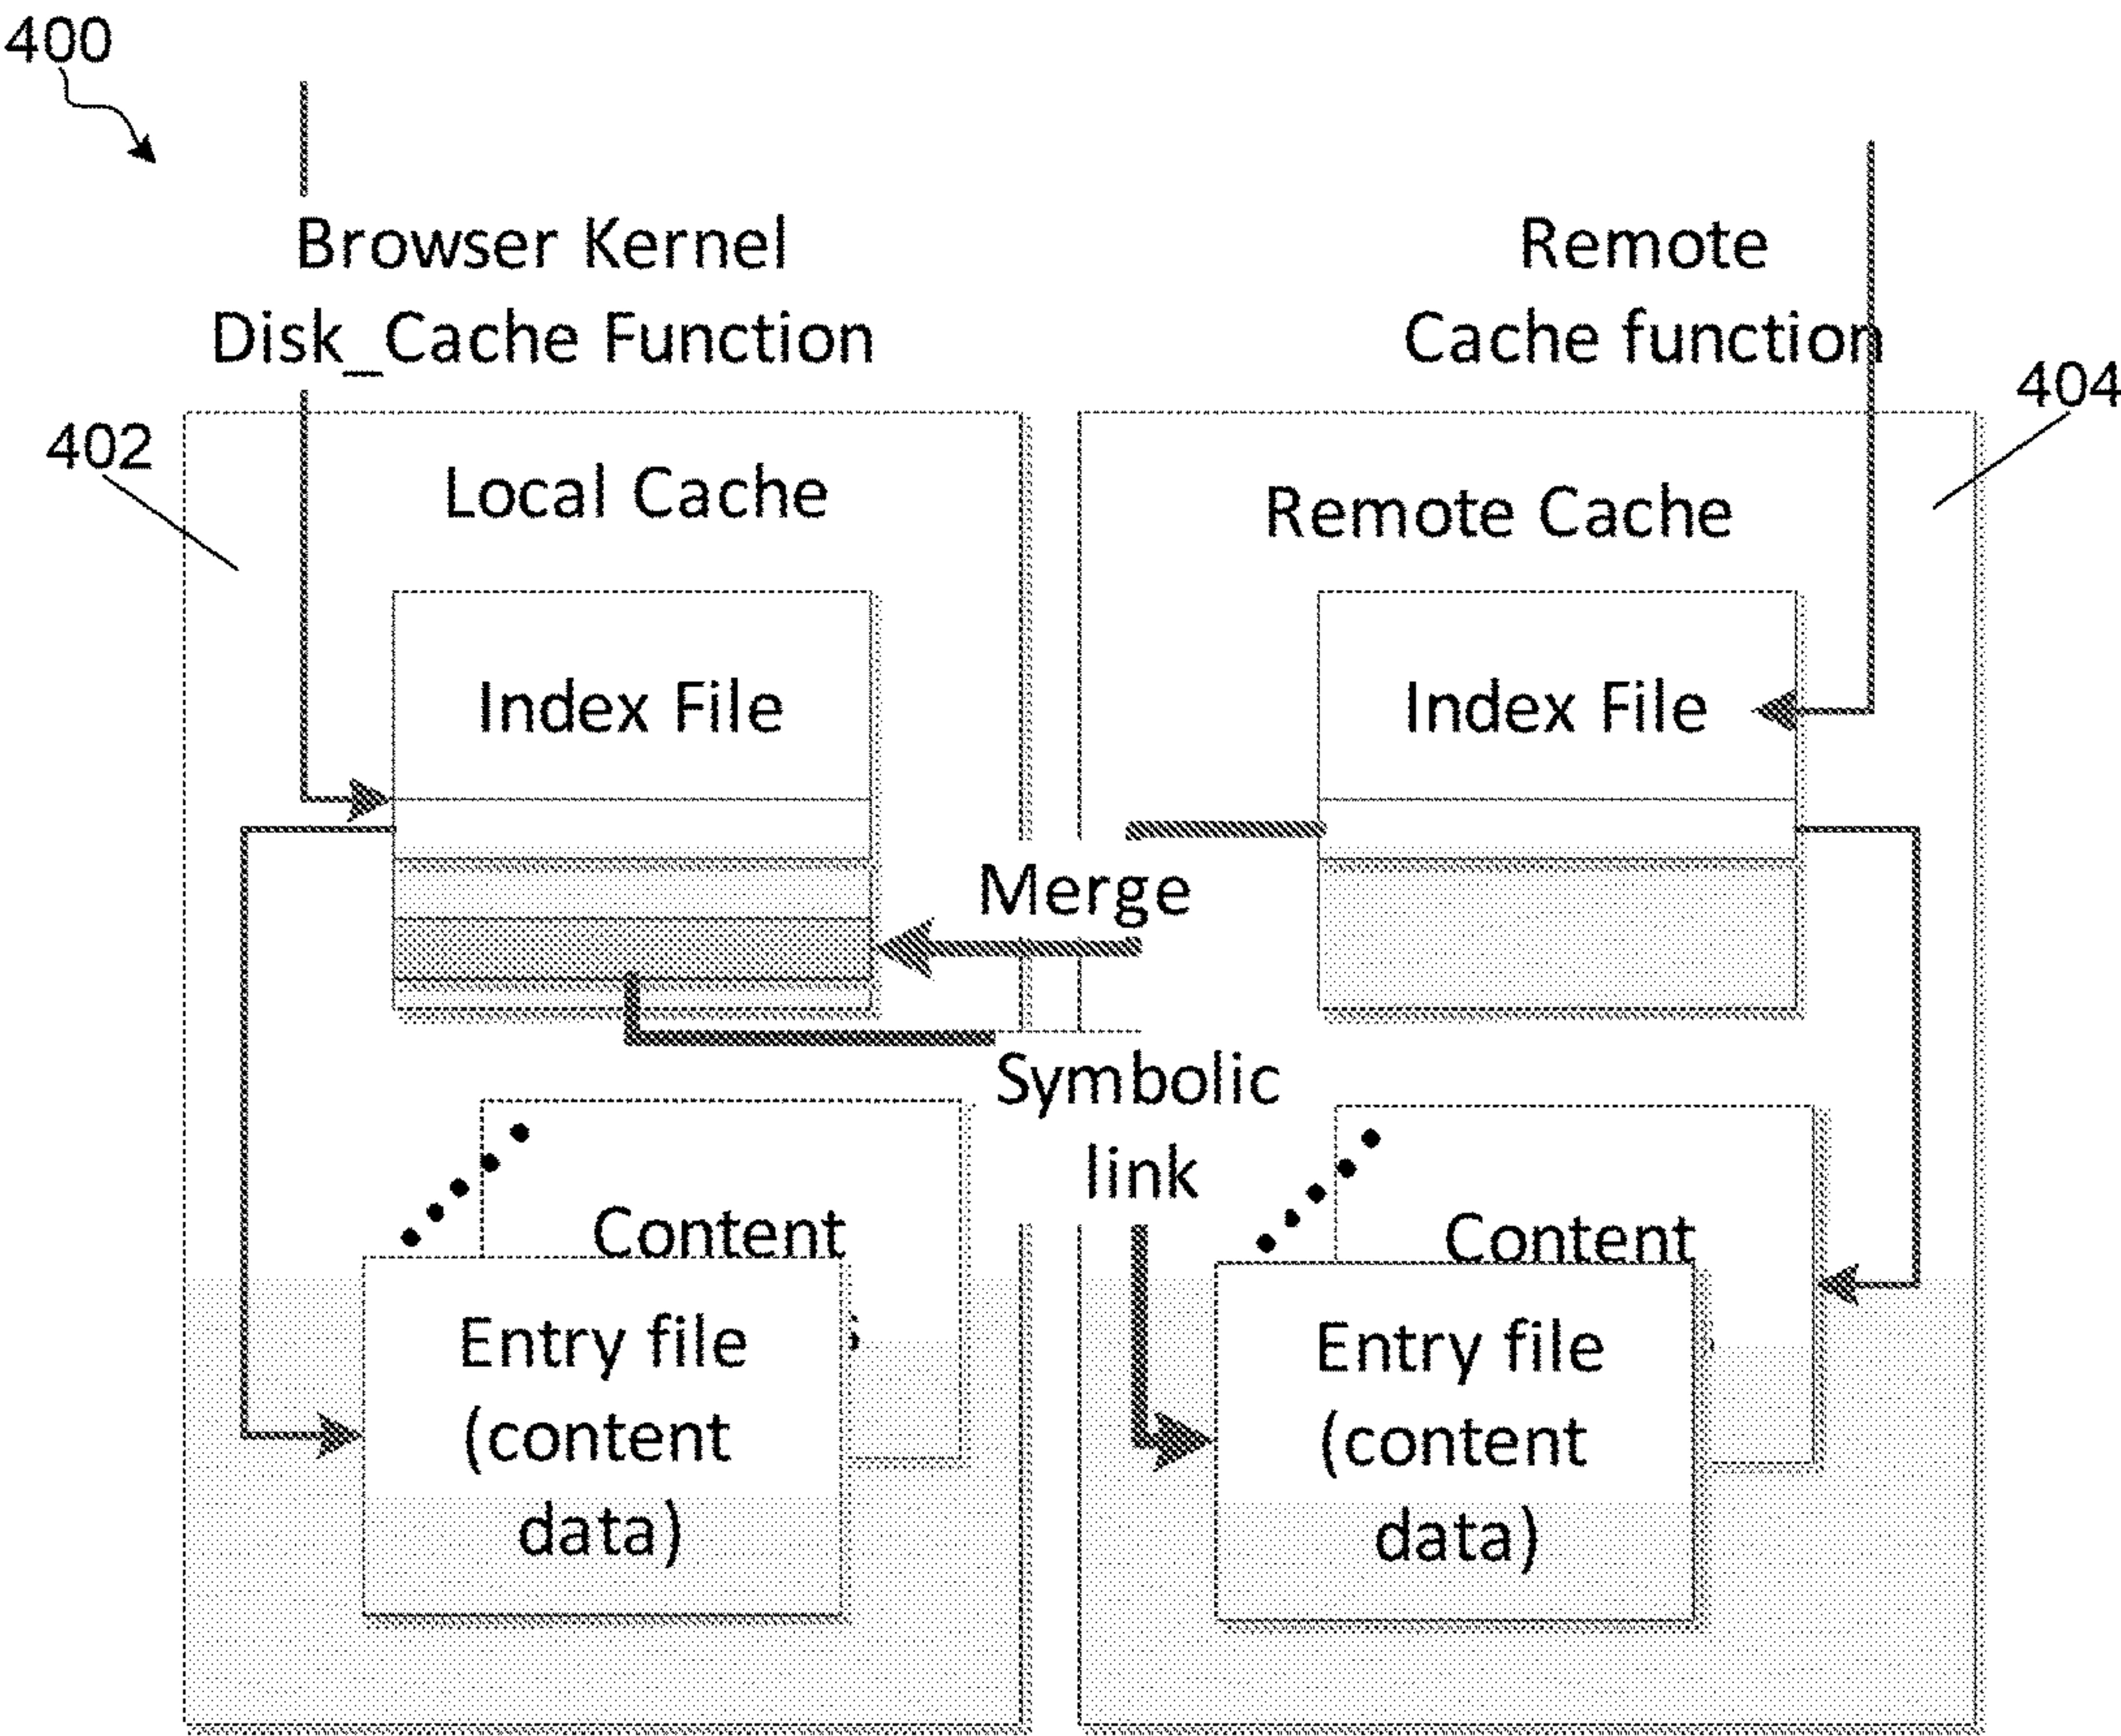 400
Browser Kernel
Disk_Cache Function
Remote
Cache function
402
404
Local Cache
Remote Cache
Index File
Index File
Merge
Symbolic
link
Content
Content
Entry file
(content
data)
Entry file
(content
data)